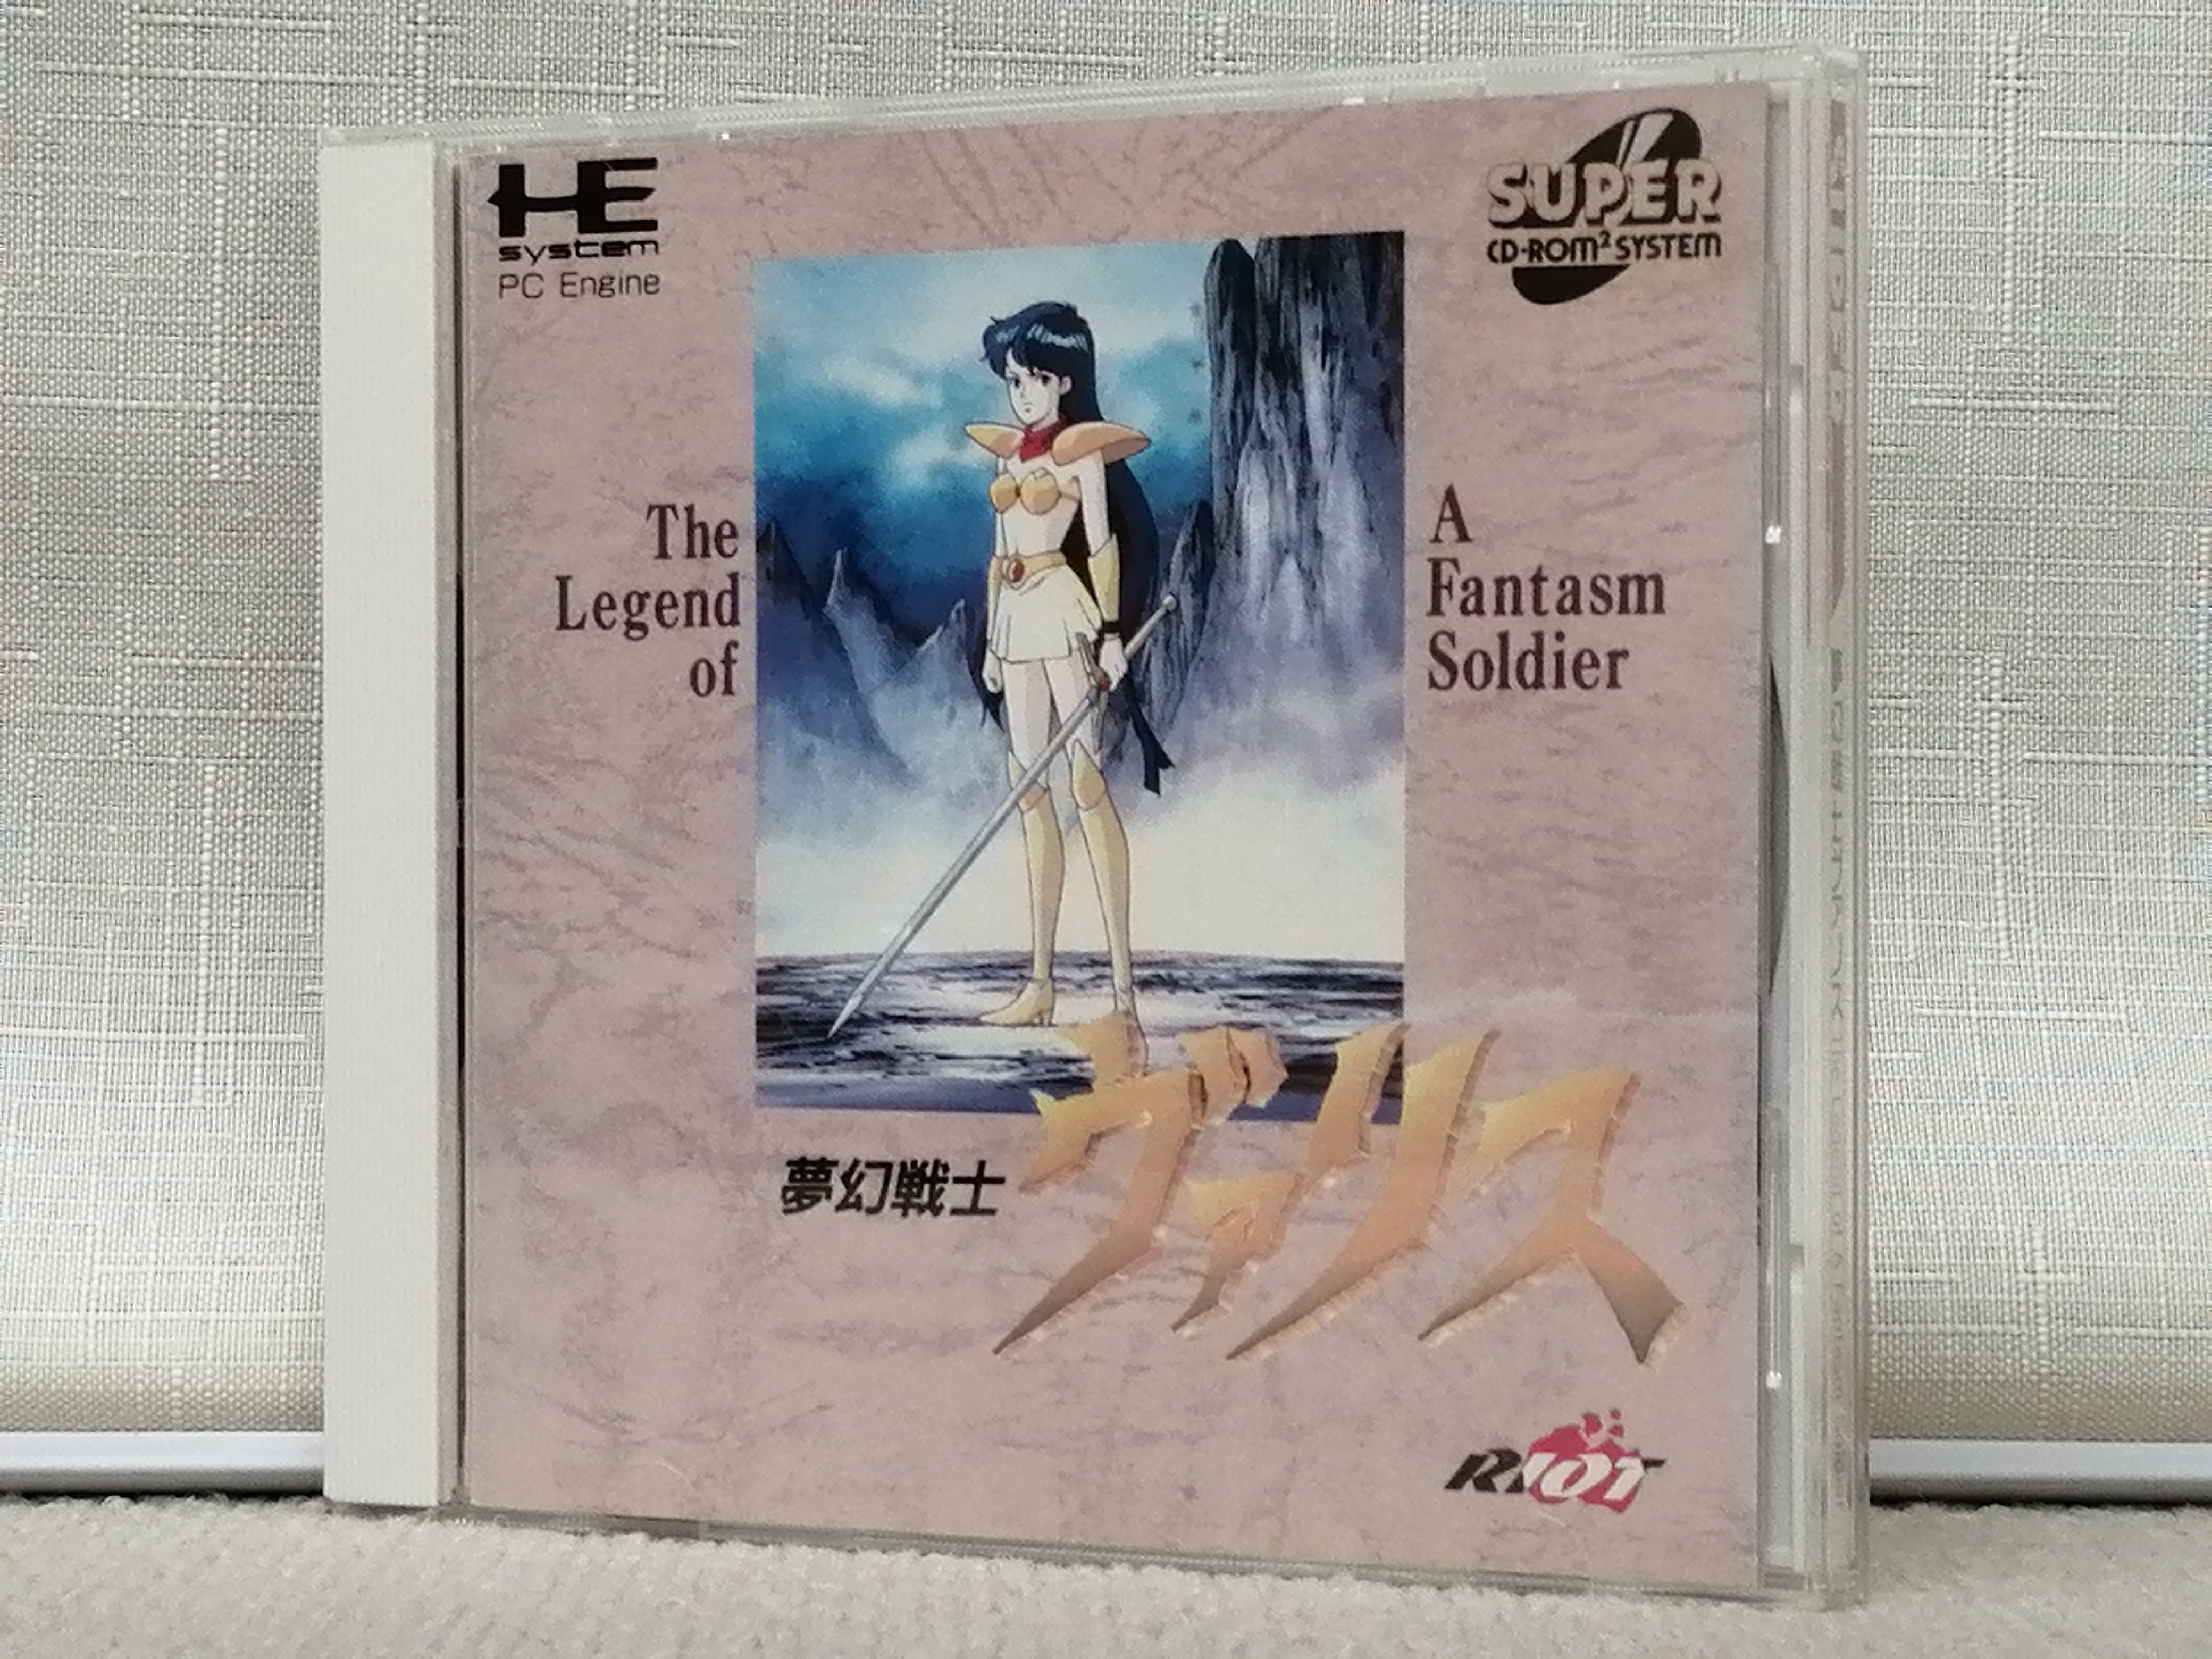 HE
system
PC Engine
SUPER
CD-ROM² SYSTEM
The
Legend
of
A
Fantasm
Soldier
夢幻戦士
ヴァリス
RIOT